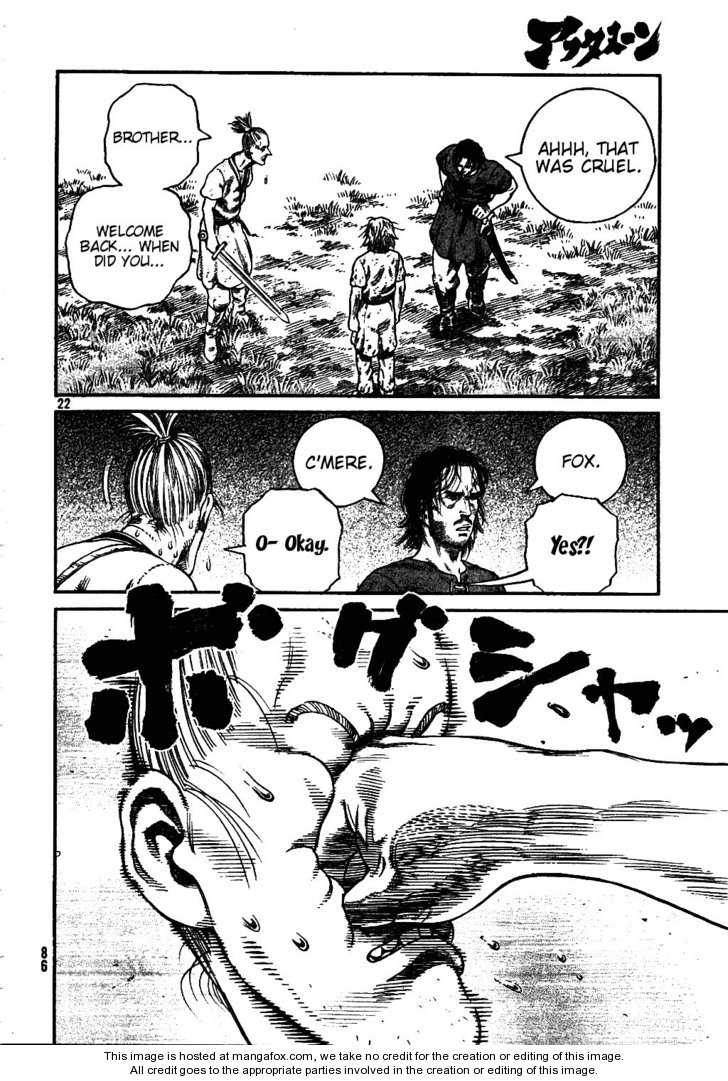 アフタヌーン
AHHH, THAT
WAS CRUEL.
BROTHER...
WELCOME
BACK... WHEN
DID YOU...
22
FOX.
Yes?!
C'MERE.
O- Okay.
ボグシャッ
86
This image is hosted at mangafox.com, we take no credit for the creation or editing of this image.
All credit goes to the appropriate parties involved in the creation or editing of this image.